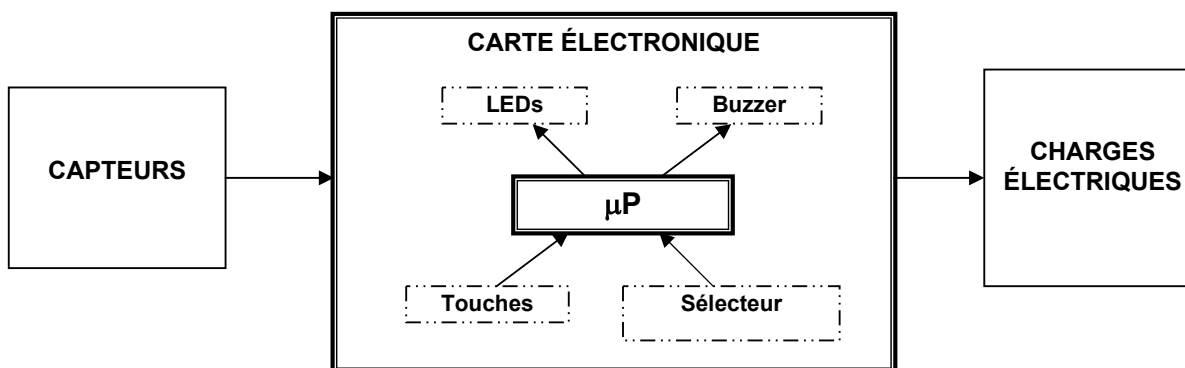 CARTE ÉLECTRONIQUE
LEDs
Buzzer
CAPTEURS
CHARGES
ÉLECTRIQUES
μP
Touches
Sélecteur